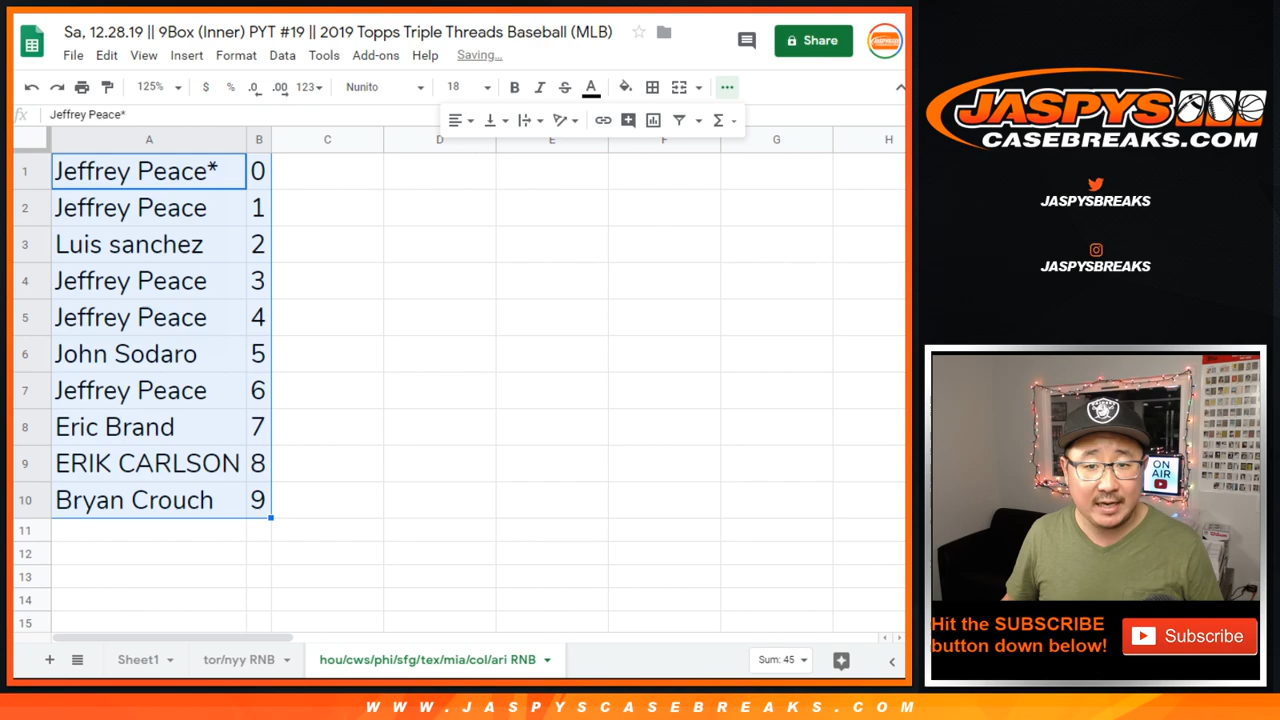 Sa, 12.28.19 || 9Box (Inner) PYT #19 || 2019 Topps Triple Threads Baseball (MLB)
File Edit View Insert Format Data Tools Add-ons Help Saving...
Share
125% $ % .0 .00 123 Nunito 18 B I S A
fx Jeffrey Peace*
A B C D E F G H
1 Jeffrey Peace* 0
2 Jeffrey Peace 1
3 Luis sanchez 2
4 Jeffrey Peace 3
5 Jeffrey Peace 4
6 John Sodaro 5
7 Jeffrey Peace 6
8 Eric Brand 7
9 ERIK CARLSON 8
10 Bryan Crouch 9
11
12
13
14
15
Sheet1 tor/nyy RNB hou/cws/phi/sfg/tex/mia/col/ari RNB Sum: 45
JASPYS
CASEBREAKS.COM
JASPYSBREAKS
JASPYSBREAKS
ON
AIR
Hit the SUBSCRIBE
button down below!
Subscribe
WWW.JASPYSCASEBREAKS.COM